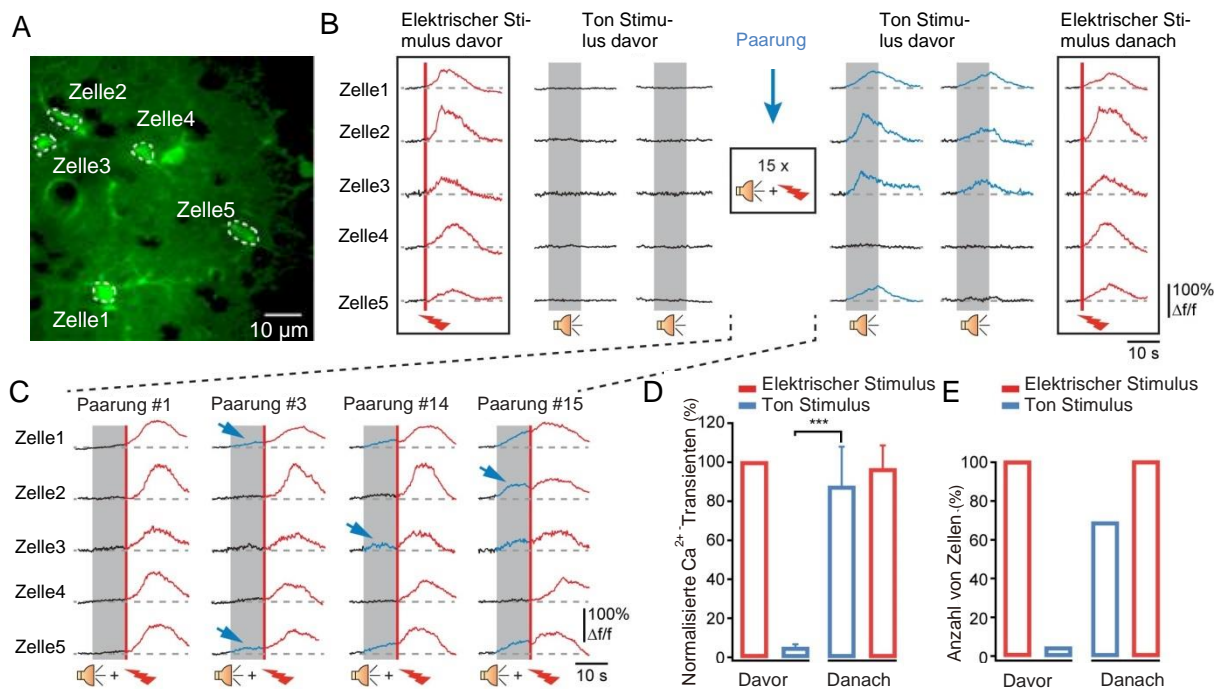 A
Zelle2
Zelle4
Zelle3
Zelle5
Zelle1
10 µm
B
Elektrischer Sti-
mulus davor
Ton Stimu-
lus davor
Paarung
Ton Stimu-
lus davor
Elektrischer Sti-
mulus danach
Zelle1
Zelle2
Zelle3
Zelle4
Zelle5
15 x
+
100%
Δf/f
10 s
C
Paarung #1
Paarung #3
Paarung #14
Paarung #15
Zelle1
Zelle2
Zelle3
Zelle4
Zelle5
+
+
+
+
100%
Δf/f
10 s
D
Elektrischer Stimulus
Ton Stimulus
Normalisierte Ca2+-Transienten (%)
120
100
80
60
40
20
0
***
Davor
Danach
E
Anzahl von Zellen (%)
100
80
60
40
20
0
Davor
Danach